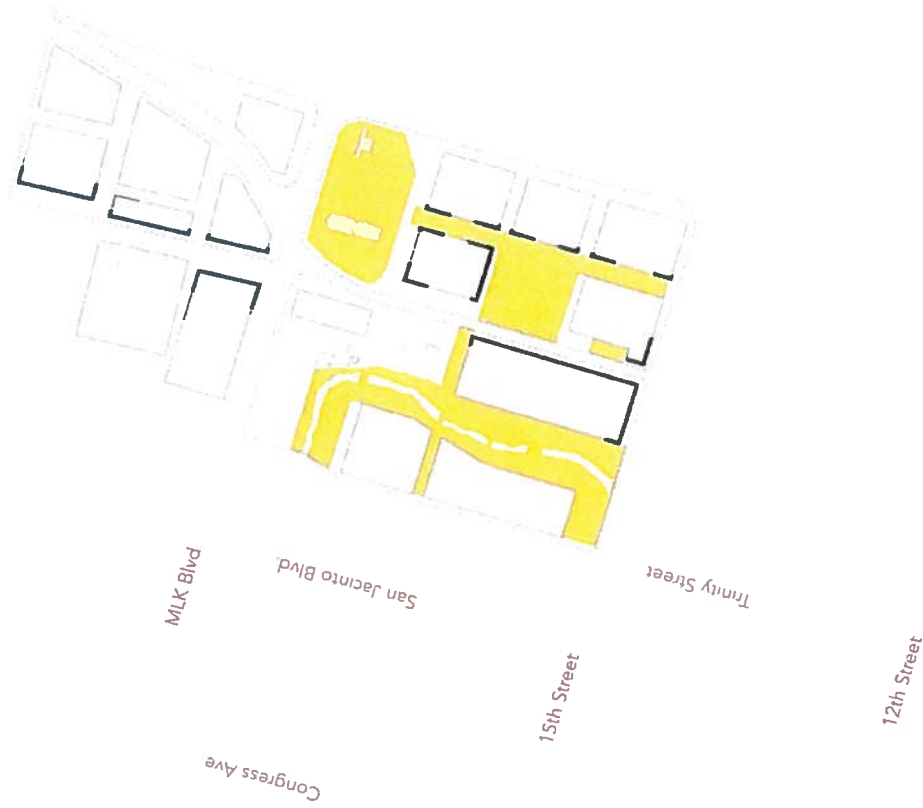 MLK Blvd
San Jacinto Blvd.
Trinity Street
15th Street
12th Street
Congress Ave